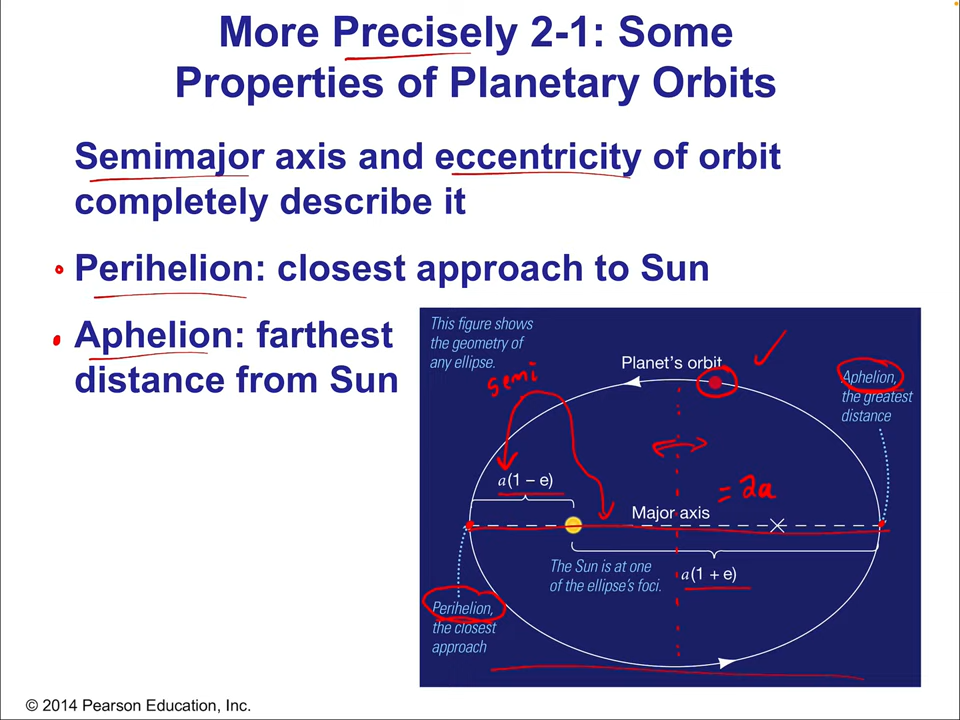 More Precisely 2-1: Some
Properties of Planetary Orbits
Semimajor axis and eccentricity of orbit
completely describe it
Perihelion: closest approach to Sun
Aphelion: farthest
distance from Sun
This figure shows
the geometry of
any ellipse.
semi
Planet's orbit
Aphelion,
the greatest
distance
a(1 – e)
= 2a
Major axis
The Sun is at one
of the ellipse's foci.
a(1 + e)
Perihelion,
the closest
approach
© 2014 Pearson Education, Inc.